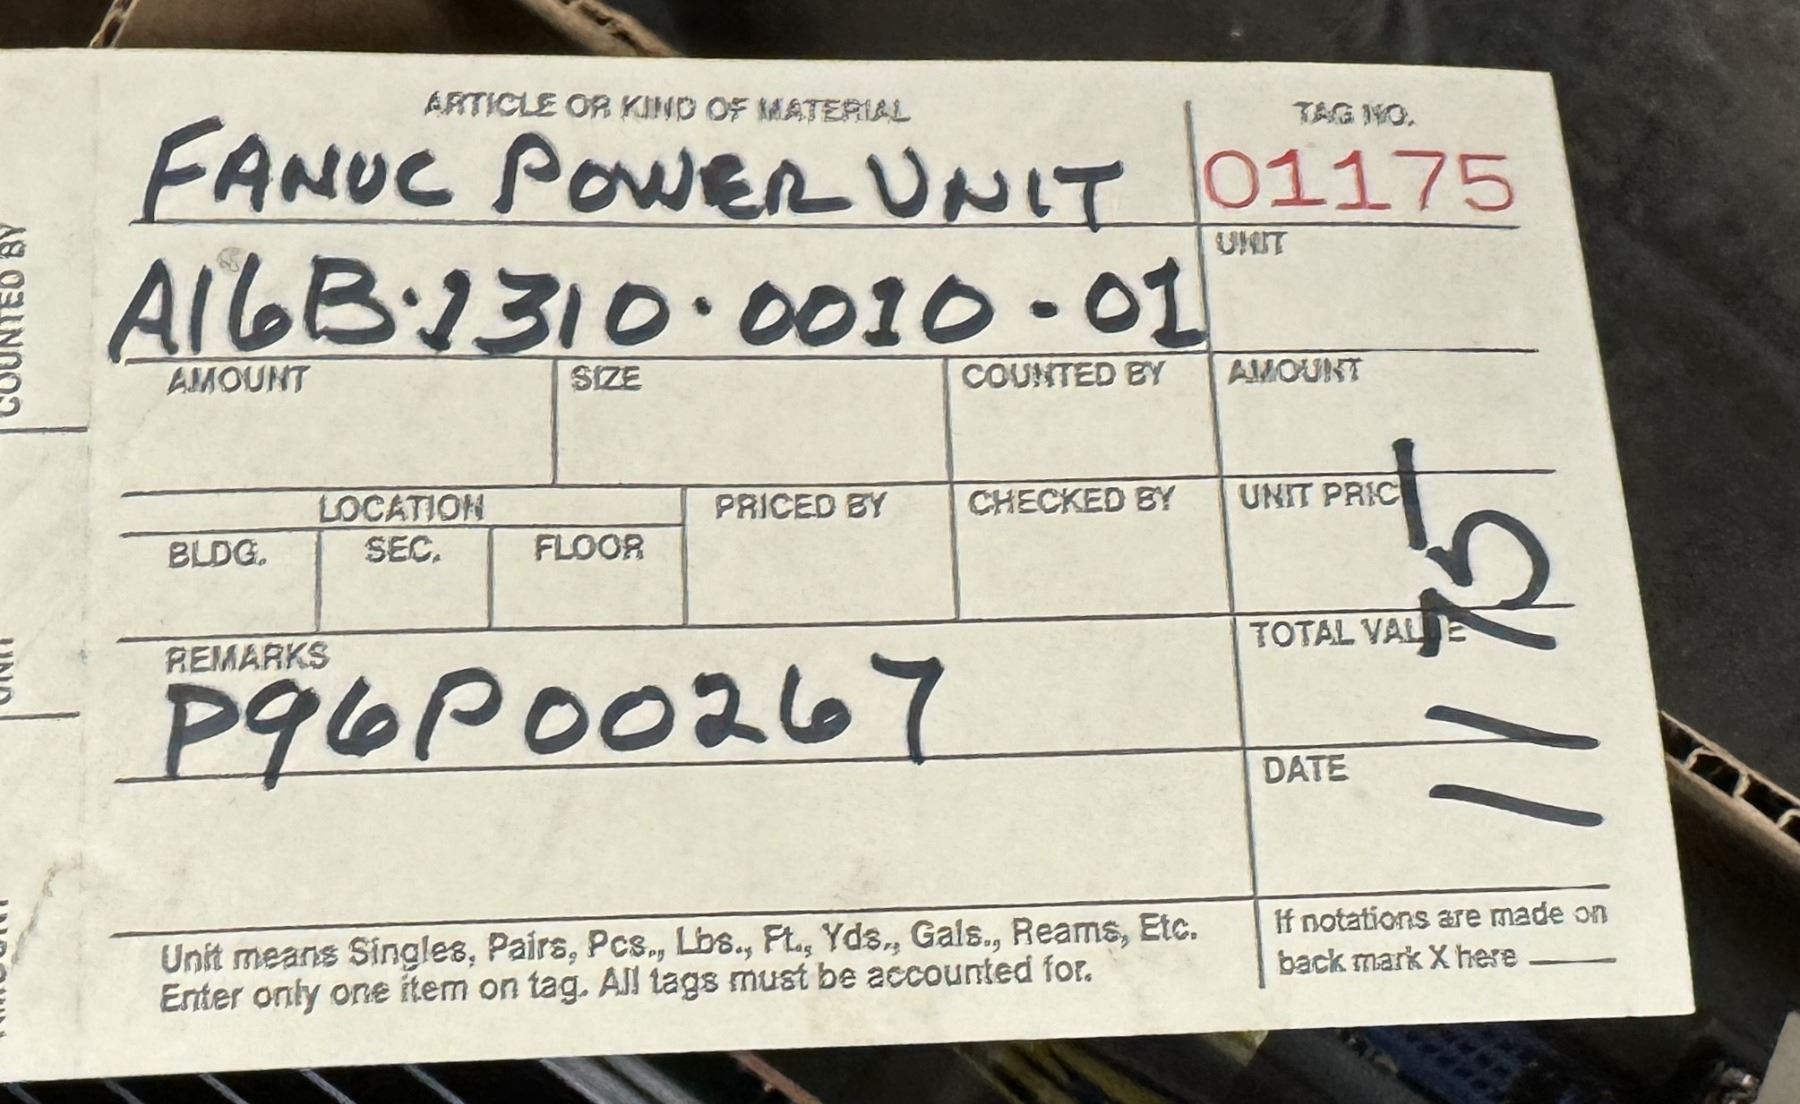 ARTICLE OR KIND OF MATERIAL
TAG NO.
FANUC POWER UNIT
01175
A16B·1310·0010-01
UNIT
AMOUNT
SIZE
COUNTED BY
AMOUNT
LOCATION
PRICED BY
CHECKED BY
UNIT PRIC
BLDG.
SEC.
FLOOR
TOTAL VALUE
REMARKS
P96P00267
DATE
Unit means Singles, Pairs, Pcs., Lbs., Ft., Yds., Gals., Reams, Etc.
Enter only one item on tag. All tags must be accounted for.
If notations are made on
back mark X here
COUNTED BY
UNIT
AMOUNT